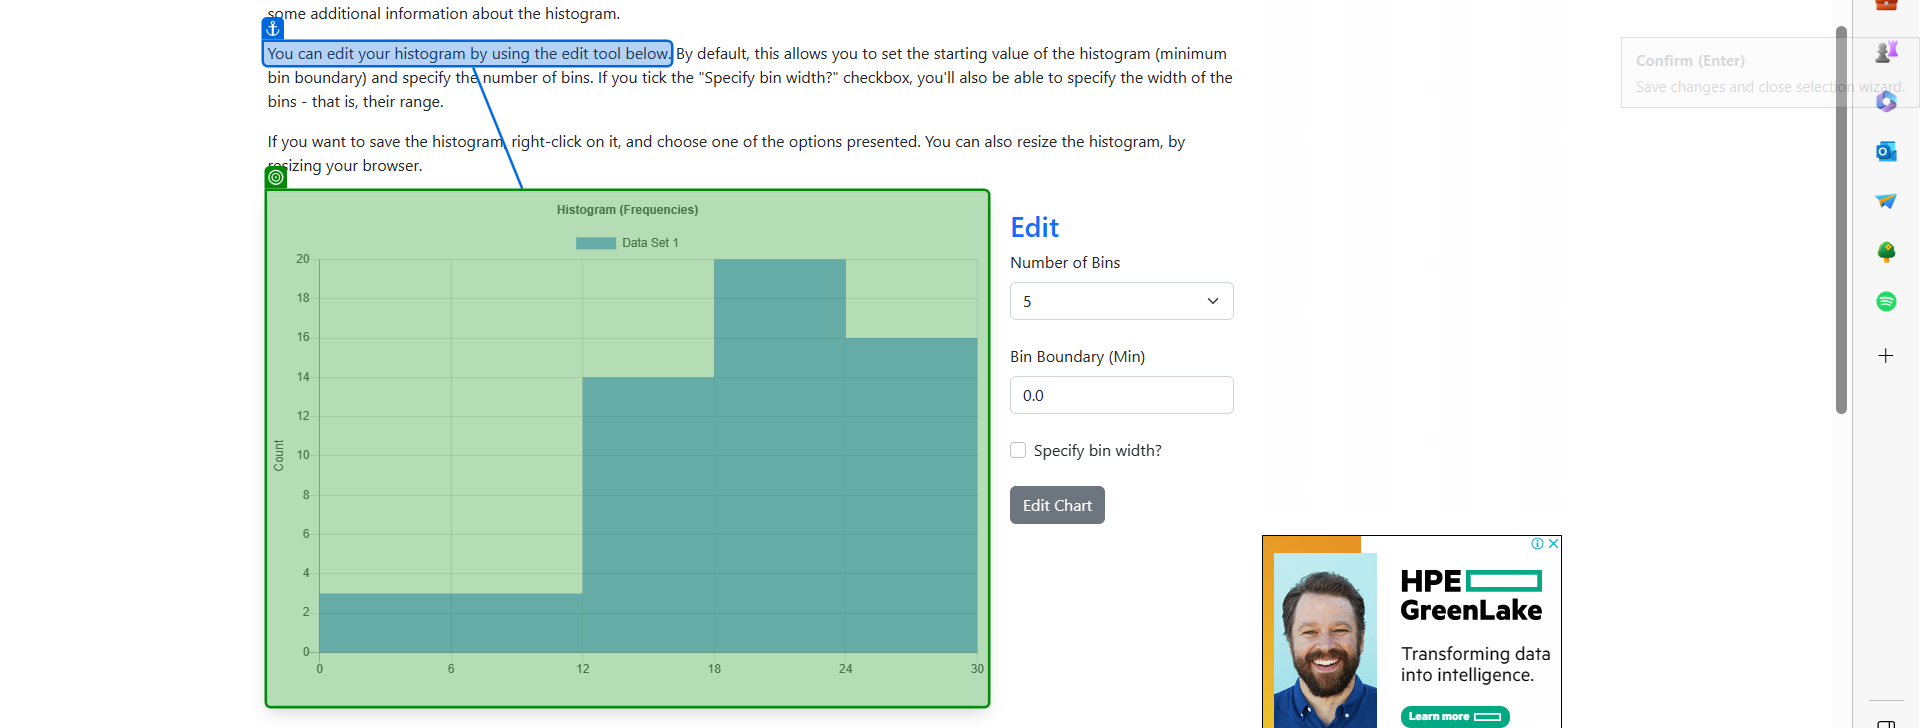 some additional information about the histogram.
You can edit your histogram by using the edit tool below. By default, this allows you to set the starting value of the histogram (minimum
bin boundary) and specify the number of bins. If you tick the "Specify bin width?" checkbox, you'll also be able to specify the width of the
bins - that is, their range.
If you want to save the histogram, right-click on it, and choose one of the options presented. You can also resize the histogram, by
resizing your browser.
Confirm (Enter)
Save changes and close selection wizard.
Histogram (Frequencies)
Data Set 1
20
18
16
14
12
10
8
6
4
2
0
Count
0 6 12 18 24 30
Edit
Number of Bins
5
Bin Boundary (Min)
0.0
Specify bin width?
Edit Chart
HPE
GreenLake
Transforming data
into intelligence.
Learn more